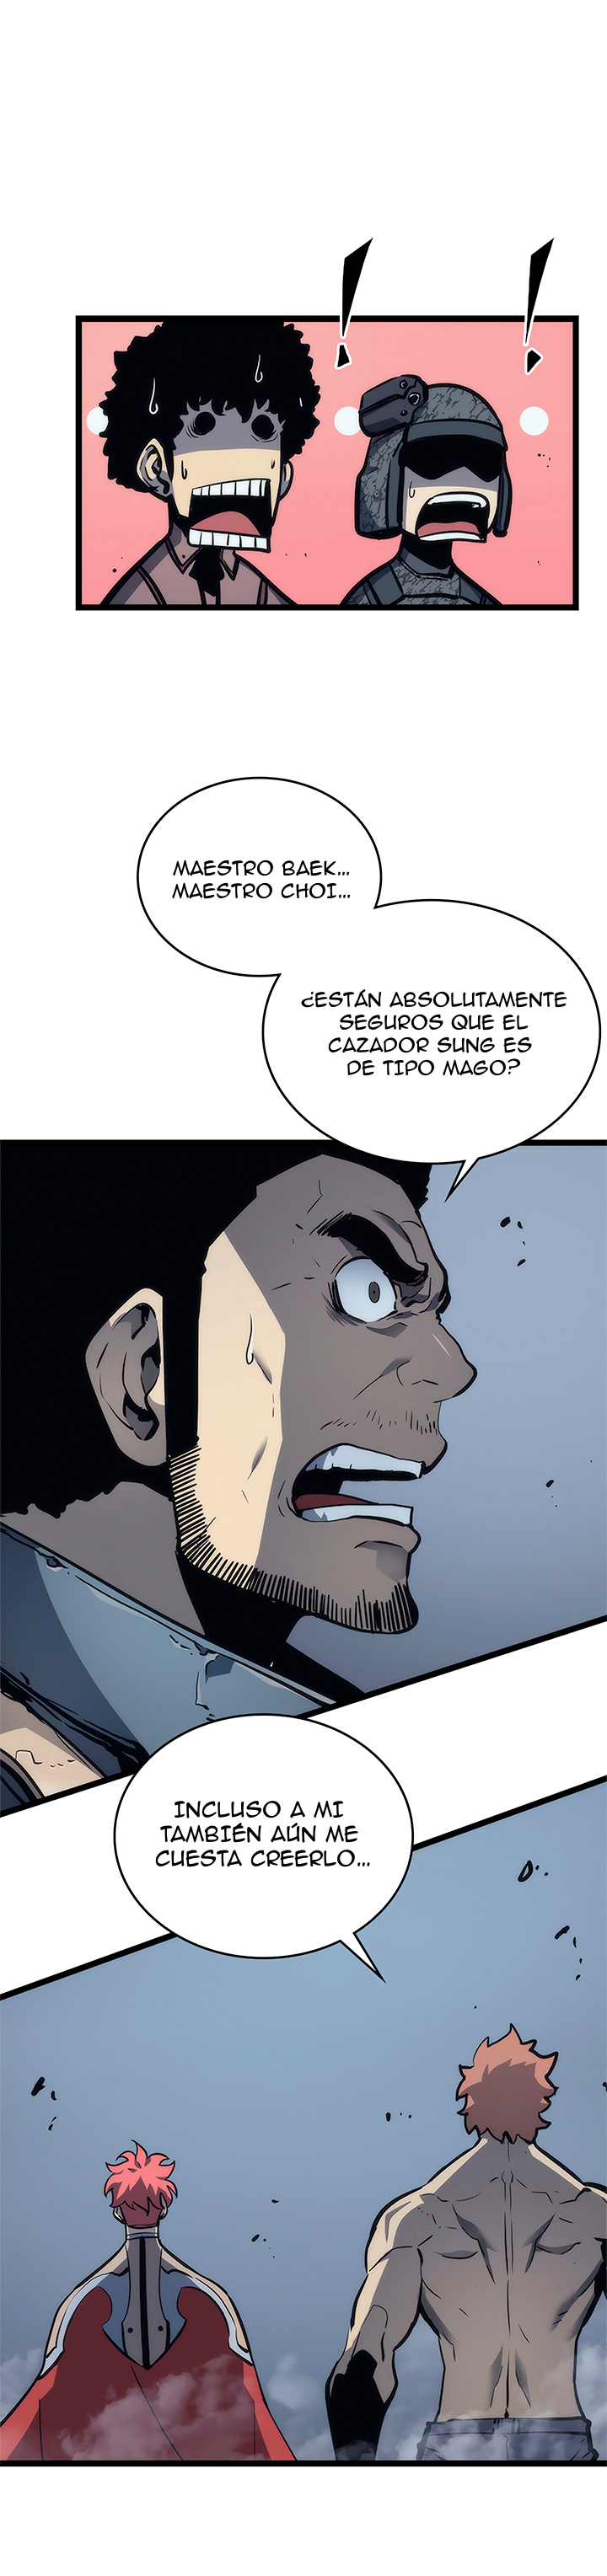 MAESTRO BAEK...
MAESTRO CHOI...
¿ESTÁN ABSOLUTAMENTE
SEGUROS QUE EL
CAZADOR SUNG ES
DE TIPO MAGO?
INCLUSO A MI
TAMBIÉN AÚN ME
CUESTA CREERLO...